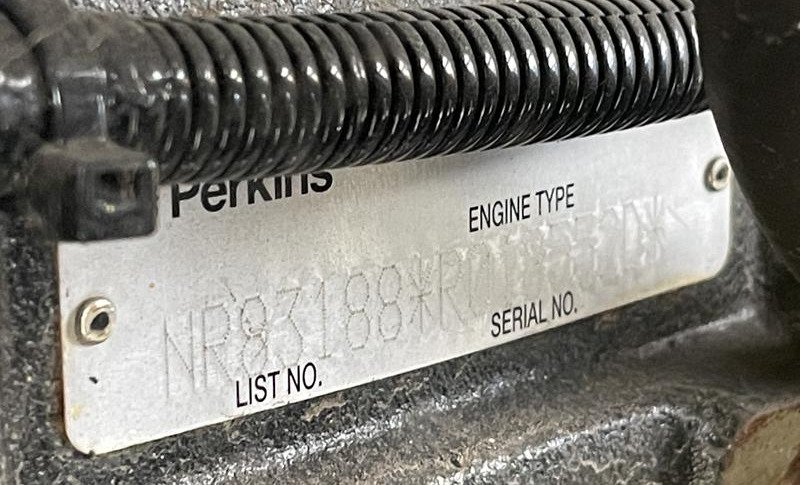 Perkins
ENGINE TYPE
NR83188*
SERIAL NO.
LIST NO.